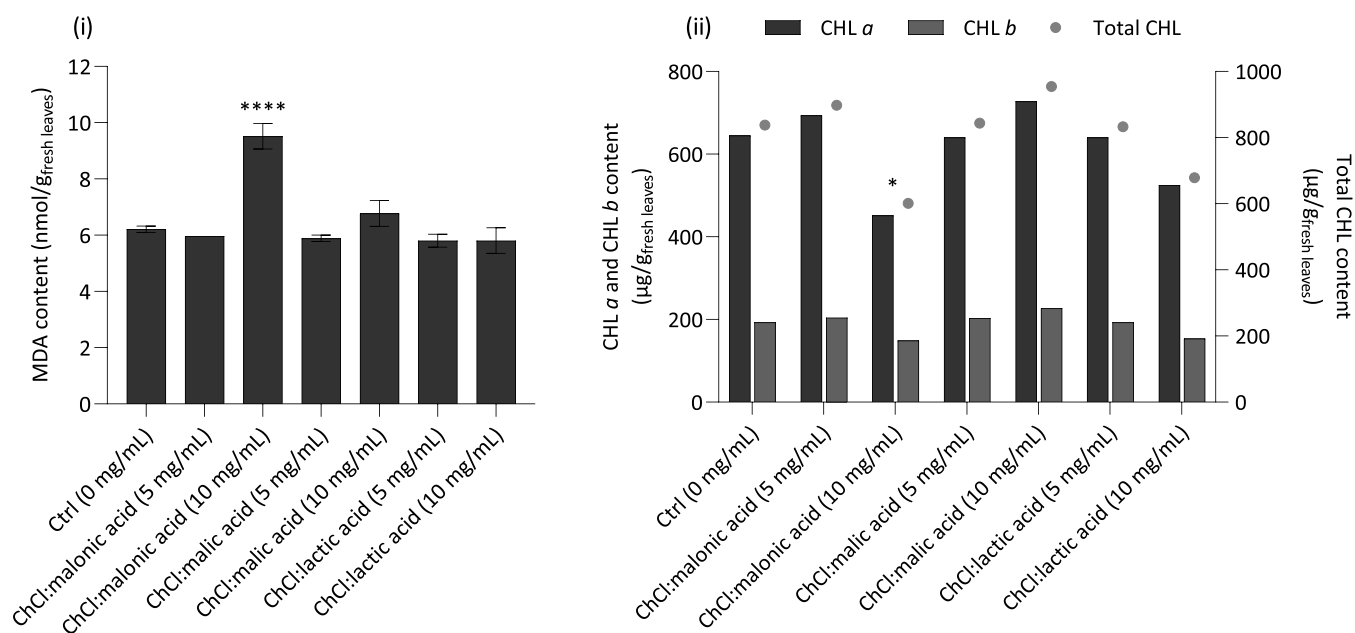 (i)
MDA content (nmol/gfresh leaves)
12
10
8
6
4
2
0
****
Ctrl (0 mg/mL)
ChCl:malonic acid (5 mg/mL)
ChCl:malonic acid (10 mg/mL)
ChCl:malic acid (5 mg/mL)
ChCl:malic acid (10 mg/mL)
ChCl:lactic acid (5 mg/mL)
ChCl:lactic acid (10 mg/mL)
(ii)
CHL a
CHL b
Total CHL
CHL a and CHL b content
(µg/gfresh leaves)
800
600
400
200
0
*
1000
800
600
400
200
0
Total CHL content
(µg/gfresh leaves)
Ctrl (0 mg/mL)
ChCl:malonic acid (5 mg/mL)
ChCl:malonic acid (10 mg/mL)
ChCl:malic acid (5 mg/mL)
ChCl:malic acid (10 mg/mL)
ChCl:lactic acid (5 mg/mL)
ChCl:lactic acid (10 mg/mL)